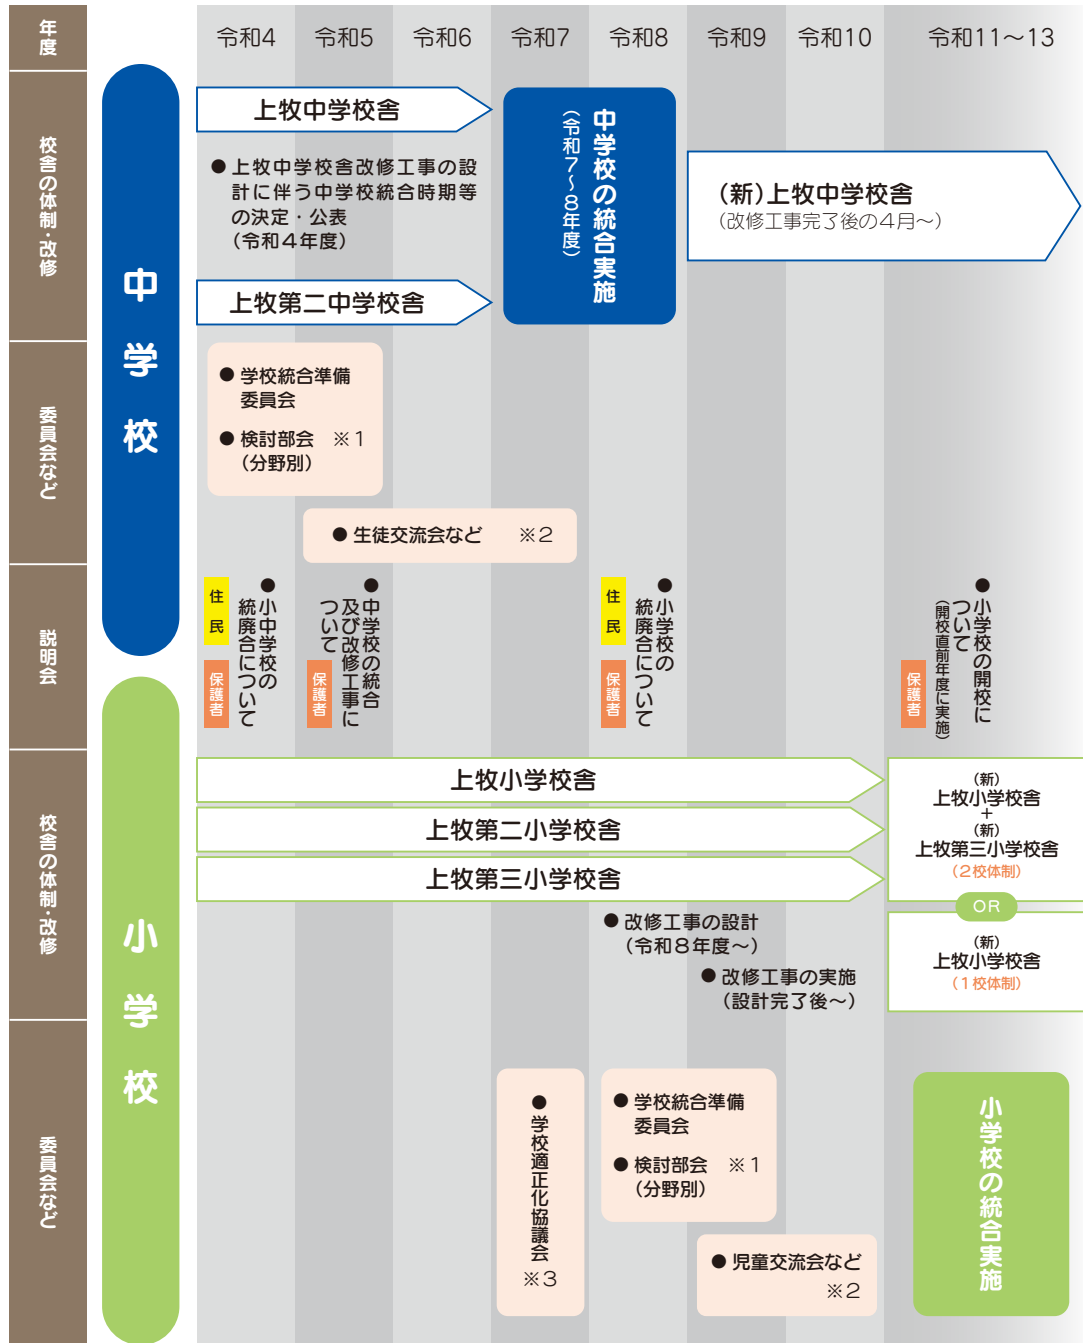 年度
令和4
令和5
令和6
令和7
令和8
令和9
令和10
令和11～13
中学校
校舎の体制・改修
上牧中学校舎
●上牧中学校舎改修工事の設
計に伴う中学校統合時期等
の決定・公表
（令和４年度）
上牧第二中学校舎
中学校の統合実施
（令和７～８年度）
（新）上牧中学校舎
（改修工事完了後の４月～）
委員会など
●学校統合準備
委員会
●検討部会　※１
（分野別）
●生徒交流会など　※２
説明会
●小中学校の
統廃合について
住民
保護者
●中学校の統合
及び改修工事に
ついて
保護者
●小学校の
統廃合について
住民
保護者
●小学校の開校に
ついて
（開校直前年度に実施）
保護者
小学校
校舎の体制・改修
上牧小学校舎
上牧第二小学校舎
上牧第三小学校舎
（新）
上牧小学校舎
＋
（新）
上牧第三小学校舎
（２校体制）
OR
（新）
上牧小学校舎
（１校体制）
●改修工事の設計
（令和８年度～）
●改修工事の実施
（設計完了後～）
委員会など
●学校適正化協議会
※３
●学校統合準備
委員会
●検討部会　※１
（分野別）
●児童交流会など
※２
小学校の統合実施